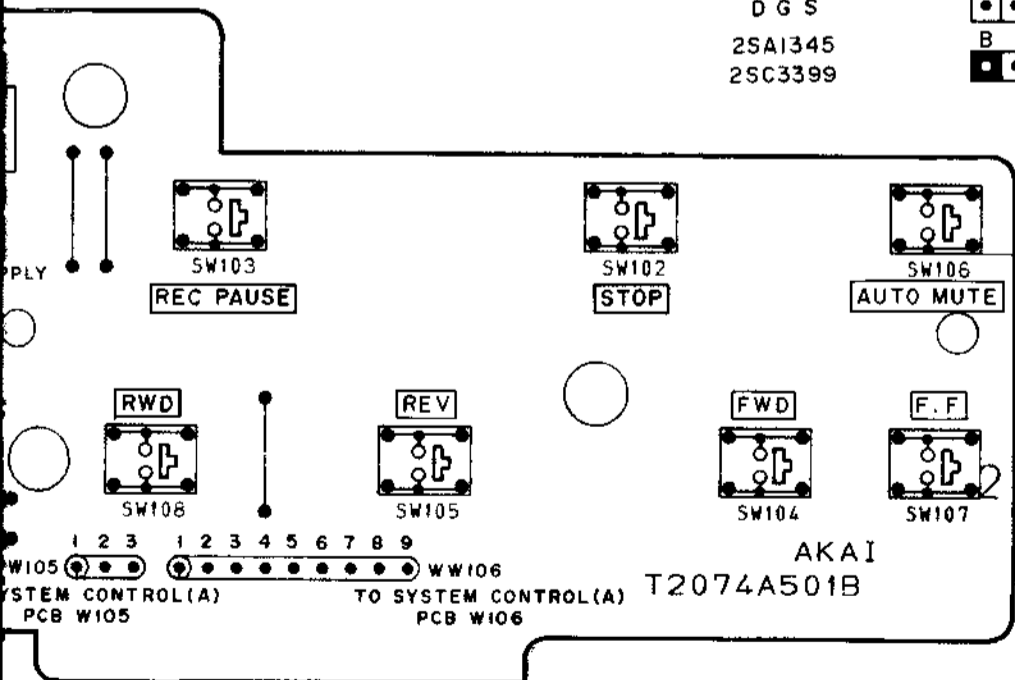 D G S
2SA1345
2SC3399
B
SW103
REC PAUSE
SW102
STOP
SW106
AUTO MUTE
PPLY
RWD
REV
FWD
F.F
SW108
SW105
SW104
SW107
2
1 2 3
1 2 3 4 5 6 7 8 9
W105
WW106
AKAI
T2074A501B
YSTEM CONTROL(A)
PCB W105
TO SYSTEM CONTROL(A)
PCB W106